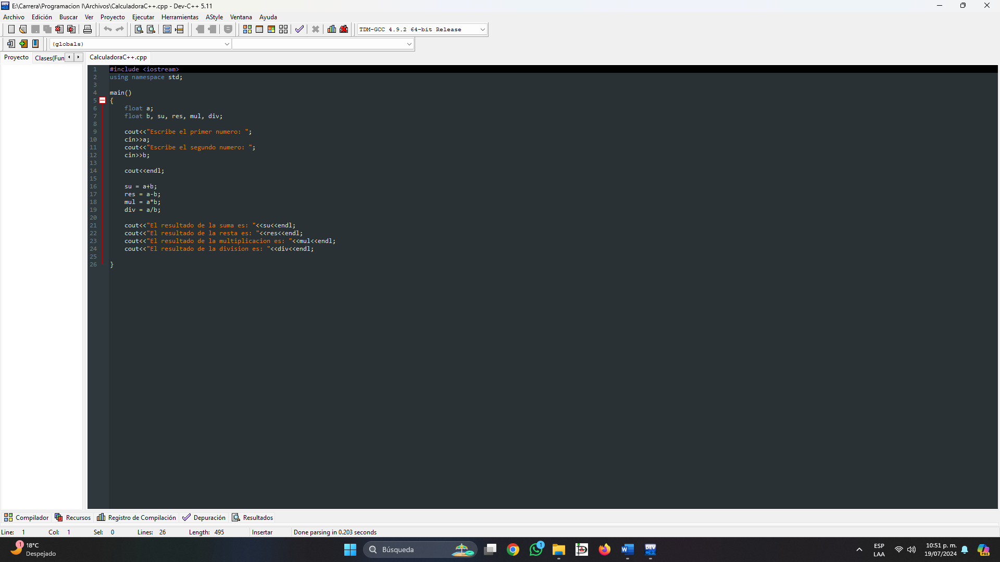 E:\Carrera\Programacion I\Archivos\CalculadoraC++.cpp - Dev-C++ 5.11
Archivo Edición Buscar Ver Proyecto Ejecutar Herramientas AStyle Ventana Ayuda
TDM-GCC 4.9.2 64-bit Release
(globals)
Proyecto Clases(Fun CalculadoraC++.cpp
1 #include <iostream>
2 using namespace std;
3
4 main()
5 {
6 float a;
7 float b, su, res, mul, div;
8
9 cout<<"Escribe el primer numero: ";
10 cin>>a;
11 cout<<"Escribe el segundo numero: ";
12 cin>>b;
13
14 cout<<endl;
15
16 su = a+b;
17 res = a-b;
18 mul = a*b;
19 div = a/b;
20
21 cout<<"El resultado de la suma es: "<<su<<endl;
22 cout<<"El resultado de la resta es: "<<res<<endl;
23 cout<<"El resultado de la multiplicacion es: "<<mul<<endl;
24 cout<<"El resultado de la division es: "<<div<<endl;
25
26 }
Compilador Recursos Registro de Compilación Depuración Resultados
Line: 1 Col: 1 Sel: 0 Lines: 26 Length: 495 Insertar Done parsing in 0.203 seconds
1 18°C
Despejado
Búsqueda
1
W
DEV
ESP
LAA
10:51 p. m.
19/07/2024
PRE